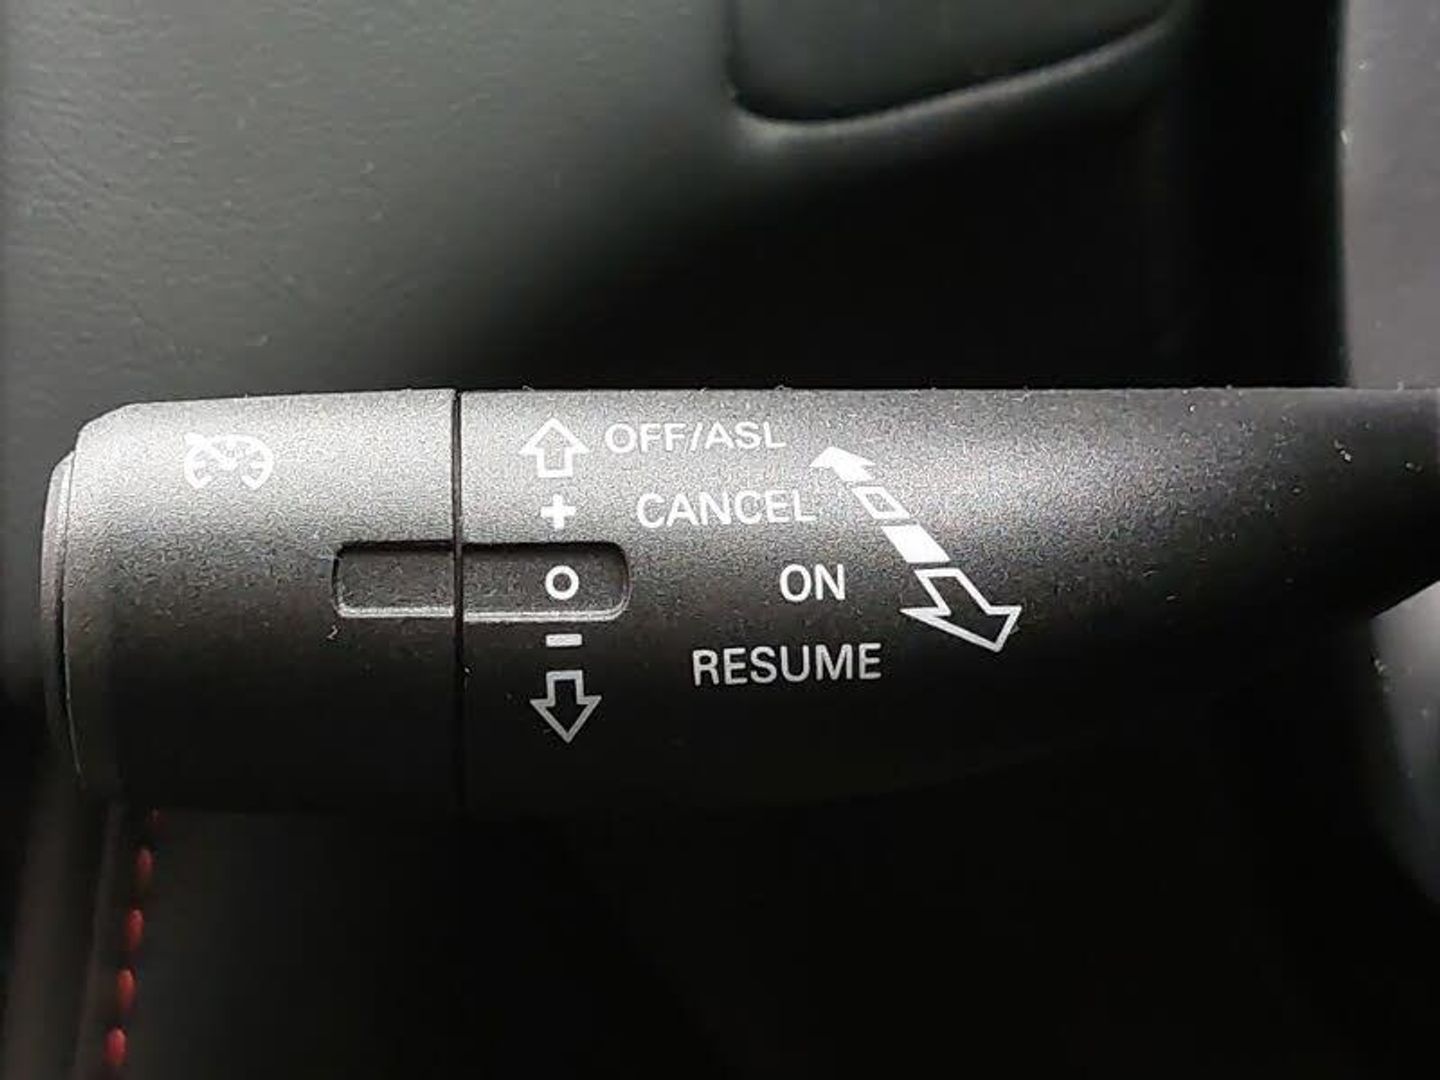 OFF/ASL
+ CANCEL
O ON
- RESUME